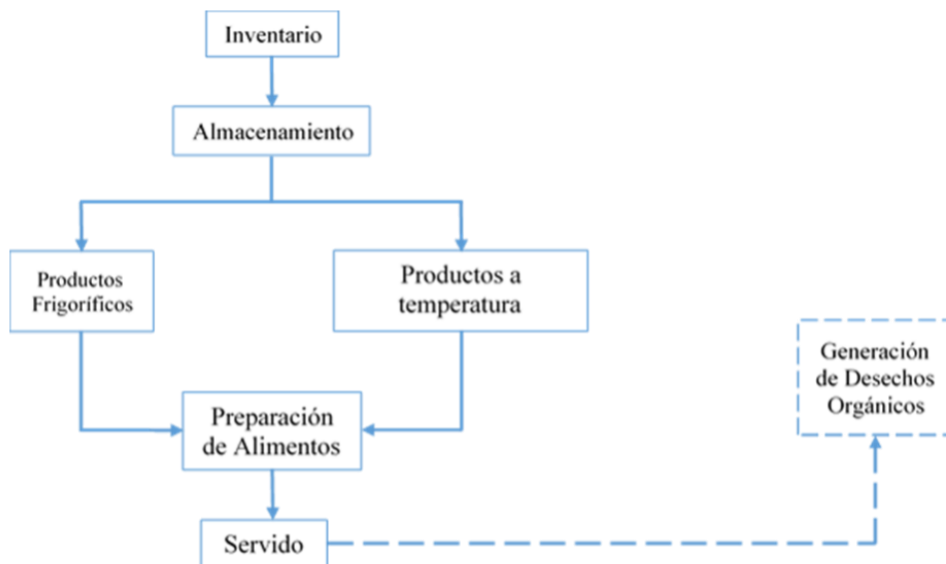 Inventario
Almacenamiento
Productos
Frigoríficos
Productos a
temperatura
Generación
de Desechos
Orgánicos
Preparación
de Alimentos
Servido